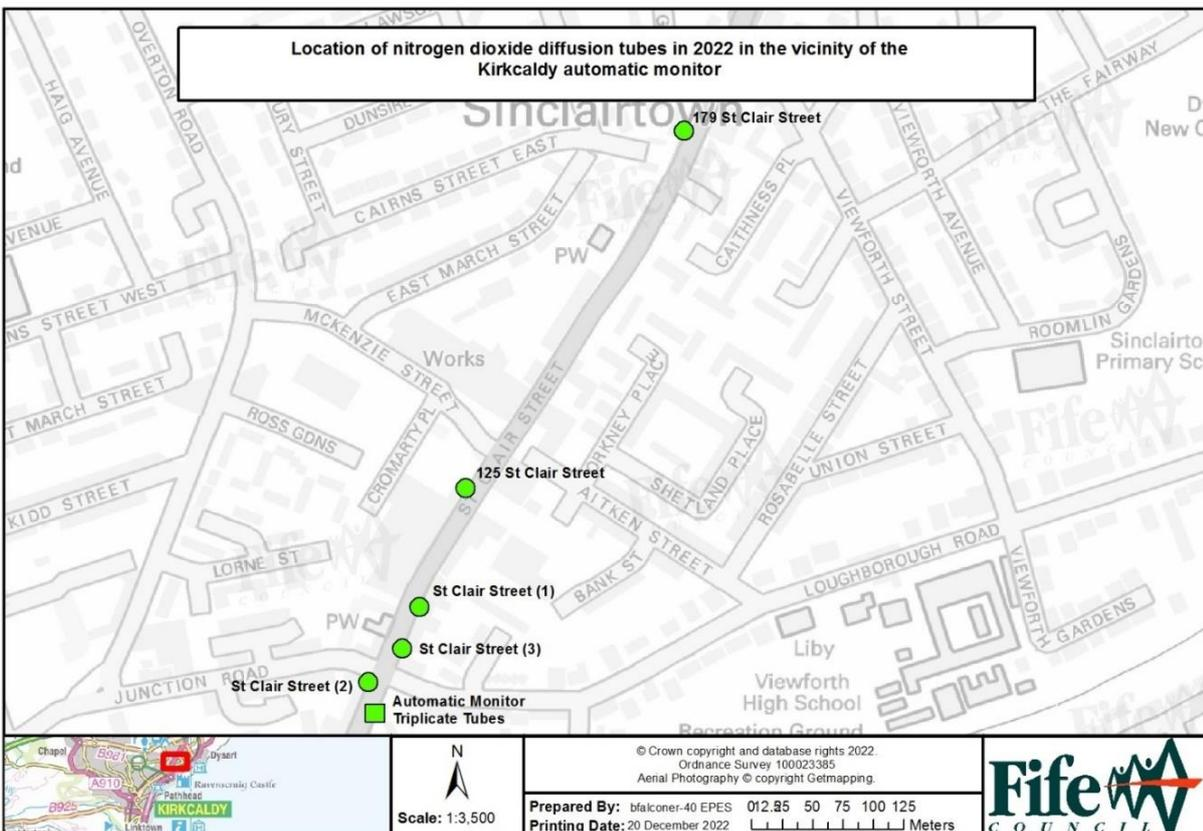 Location of nitrogen dioxide diffusion tubes in 2022 in the vicinity of the
Kirkcaldy automatic monitor
Sinclairtown
179 St Clair Street
HAIG AVENUE
OVERTON ROAD
DUNSIRE
THE FAIRWAY
New
CAIRNS STREET EAST
CAITHNESS PL
VIEWFORTH STREET
VIEWFORTH AVENUE
VENUE
EAST MARCH STREET
PW
ROOMLIN GARDENS
NS STREET WEST
MCKENZIE STREET
Works
Sinclairto
Primary Sc
T MARCH STREET
ROSS GDNS
CROMARTY PL
ORKNEY PLACE
SHETLAND PLACE
ROSABELLE STREET
UNION STREET
125 St Clair Street
KIDD STREET
AITKEN STREET
LORNE ST
BANK ST
LOUGHBOROUGH ROAD
VIEWFORTH GARDENS
St Clair Street (1)
PW
St Clair Street (3)
Liby
JUNCTION ROAD
St Clair Street (2)
Viewforth
High School
Automatic Monitor
Triplicate Tubes
Recreation Ground
Chapel
B981
Dysart
A910
Ravenscraig Castle
Pathhead
B925
KIRKCALDY
Linktown
N
Scale: 1:3,500
© Crown copyright and database rights 2022.
Ordnance Survey 100023385
Aerial Photography © copyright Getmapping.
Prepared By: bfalconer-40 EPES
Printing Date: 20 December 2022
50 75 100 125
Meters
Fife
COUNCIL